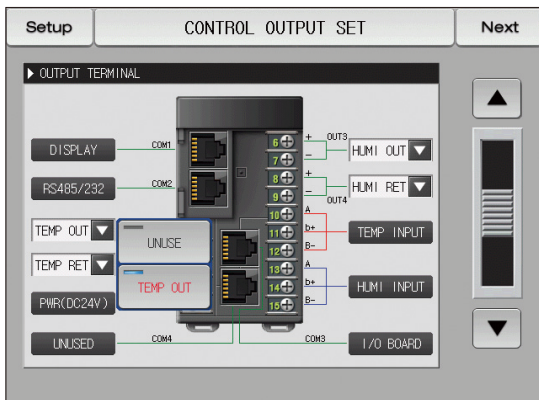 Setup
CONTROL OUTPUT SET
Next
▶ OUTPUT TERMINAL
DISPLAY
COM1
RS485/232
COM2
TEMP OUT ▼
TEMP RET ▼
PWR(DC24V)
UNUSED
COM4
UNUSE
TEMP OUT
6
7
8
9
10
11
12
13
14
15
+
OUT3
-
+
-
OUT4
A
b+
B-
A
b+
B-
HUMI OUT ▼
HUMI RET ▼
TEMP INPUT
HUMI INPUT
COM3
I/O BOARD
▲
▼